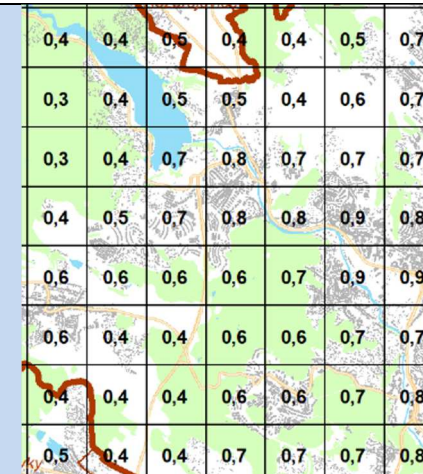 0,4 0,4 0,5 0,4 0,4 0,5 0,7
0,3 0,4 0,5 0,5 0,4 0,6 0,7
0,3 0,4 0,7 0,8 0,7 0,7 0,7
0,4 0,5 0,7 0,8 0,8 0,9 0,8
0,6 0,6 0,6 0,6 0,7 0,9 0,9
0,6 0,4 0,4 0,6 0,6 0,7 0,7
0,4 0,4 0,4 0,6 0,6 0,7 0,8
ky
0,5 0,4 0,4 0,7 0,7 0,7 0,8